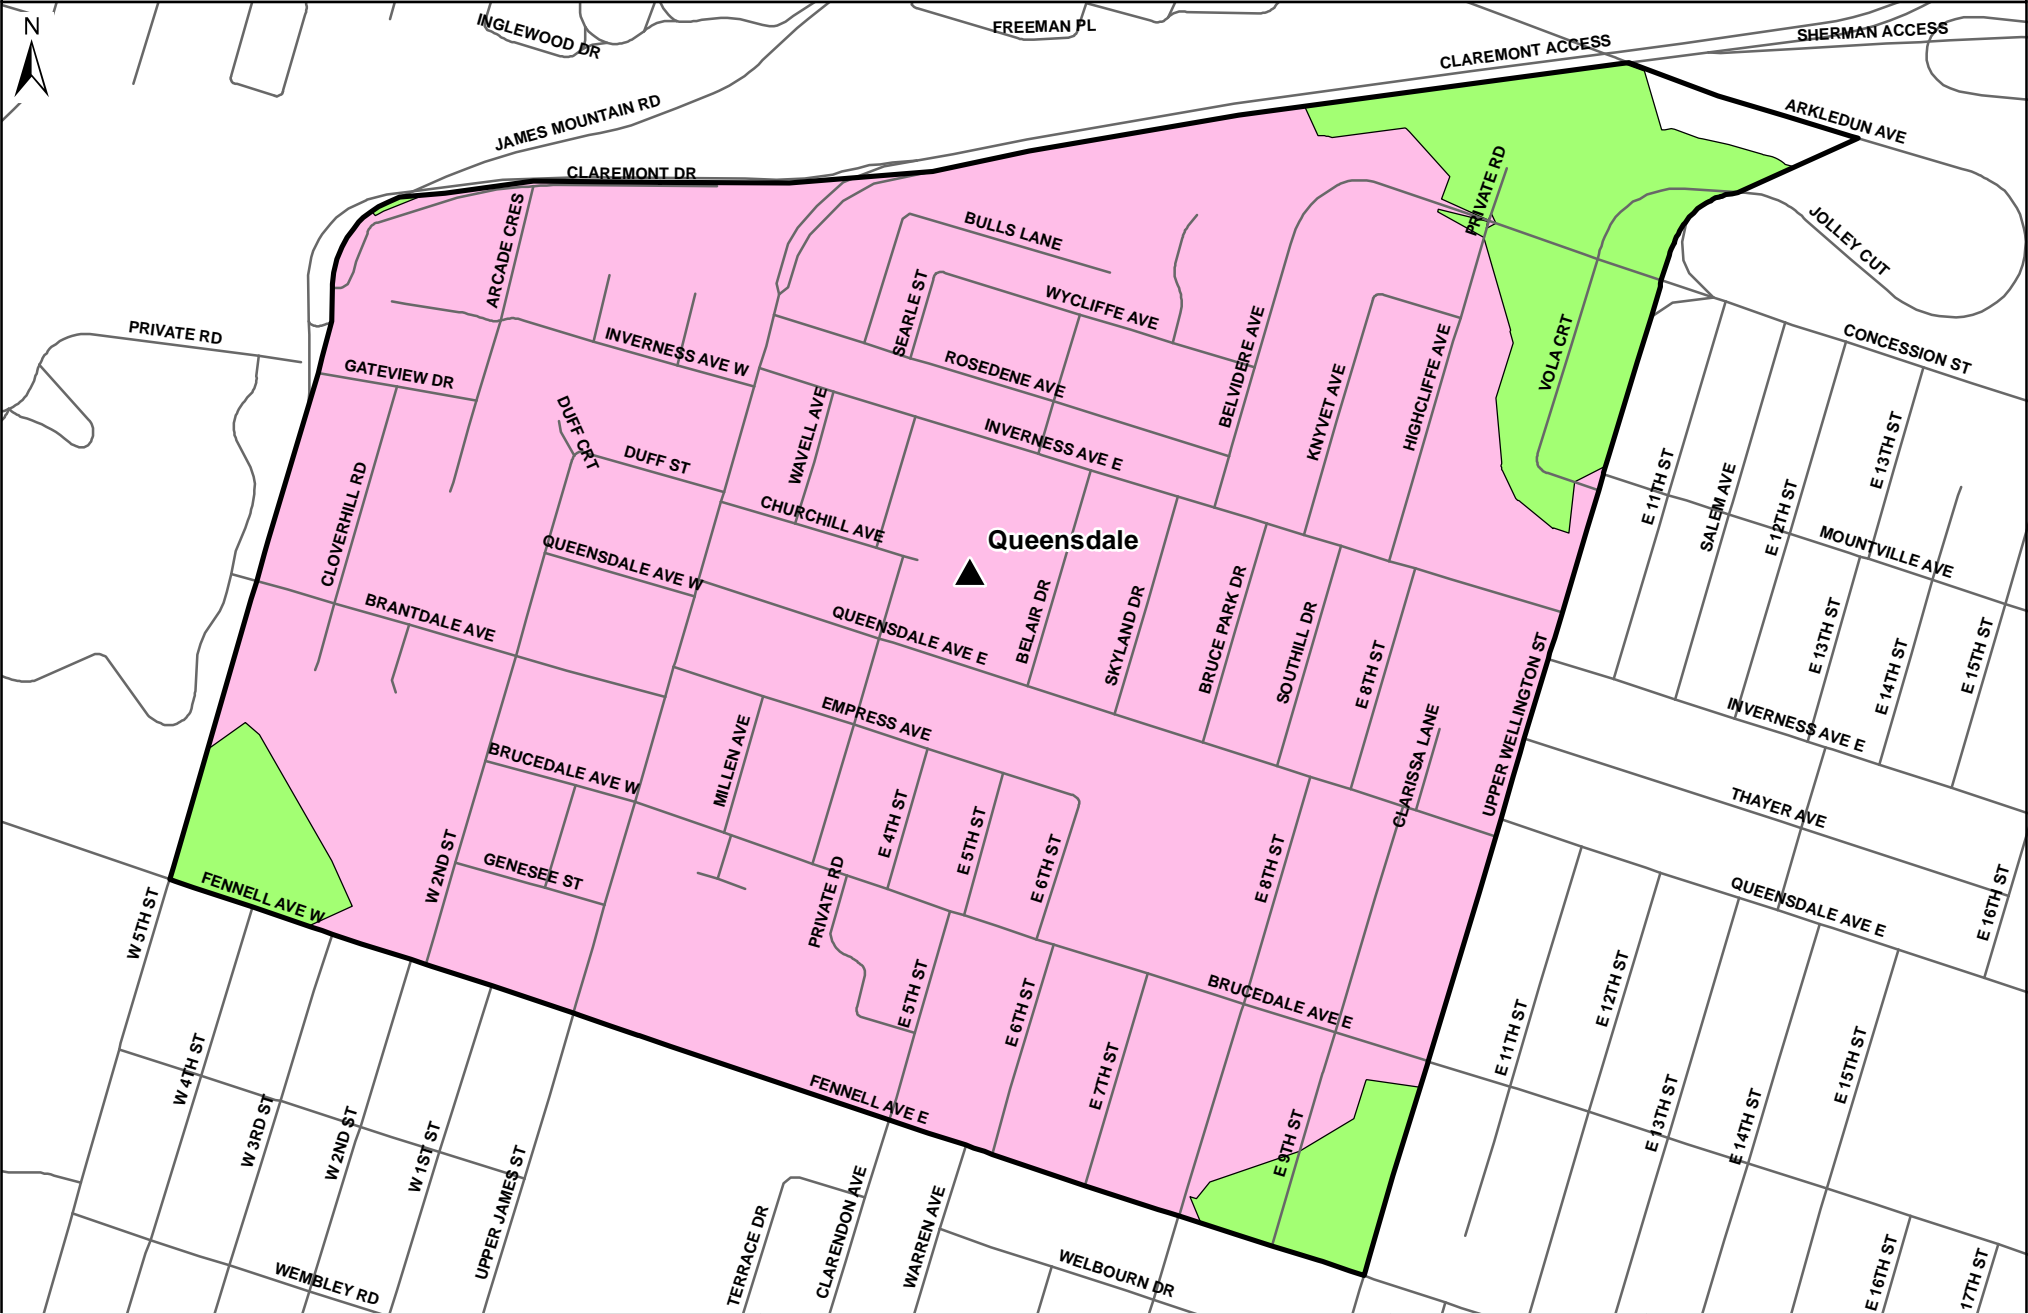 N
INGLEWOOD DR
FREEMAN PL
CLAREMONT ACCESS
SHERMAN ACCESS
JAMES MOUNTAIN RD
ARKLEDUN AVE
CLAREMONT DR
PRIVATE RD
JOLLEY CUT
ARCADE CRES
BULLS LANE
SEARLE ST
WYCLIFFE AVE
BELVIDERE AVE
PRIVATE RD
INVERNESS AVE W
ROSEDENE AVE
KNYVET AVE
HIGHCLIFFE AVE
VOLA CRT
CONCESSION ST
GATEVIEW DR
DUFF CRT
DUFF ST
WAVELL AVE
INVERNESS AVE E
E 11TH ST
SALEM AVE
E 12TH ST
E 13TH ST
CLOVERHILL RD
CHURCHILL AVE
Queensdale
MOUNTVILLE AVE
QUEENSDALE AVE W
BRANTDALE AVE
QUEENSDALE AVE E
BELAIR DR
SKYLAND DR
BRUCE PARK DR
SOUTHILL DR
E 8TH ST
CLARISSA LANE
UPPER WELLINGTON ST
E 13TH ST
E 14TH ST
E 15TH ST
EMPRESS AVE
INVERNESS AVE E
BRUCEDALE AVE W
MILLEN AVE
E 4TH ST
E 5TH ST
E 6TH ST
E 8TH ST
THAYER AVE
W 2ND ST
GENESEE ST
PRIVATE RD
QUEENSDALE AVE E
E 16TH ST
FENNELL AVE W
W 5TH ST
E 5TH ST
E 6TH ST
E 7TH ST
BRUCEDALE AVE E
E 11TH ST
E 12TH ST
E 13TH ST
E 14TH ST
E 15TH ST
W 4TH ST
W 3RD ST
W 2ND ST
W 1ST ST
UPPER JAMES ST
FENNELL AVE E
E 9TH ST
WEMBLEY RD
TERRACE DR
CLARENDON AVE
WARREN AVE
WELBOURN DR
E 16TH ST
17TH ST